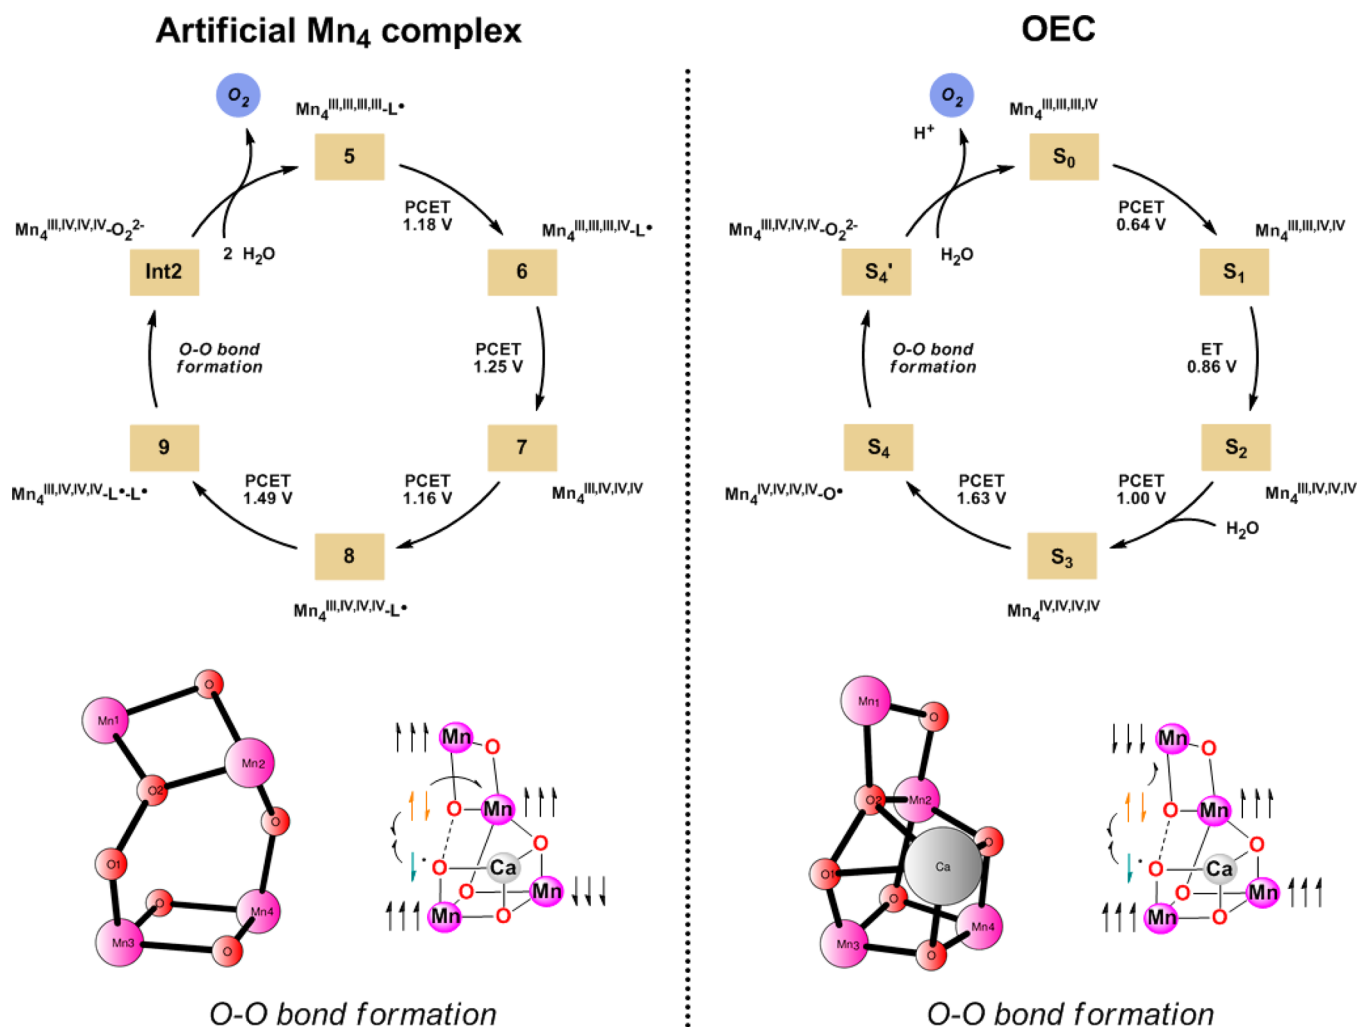 Artificial Mn₄ complex
O₂
Mn₄ᴵᴵᴵ,ᴵᴵᴵ,ᴵᴵᴵ,ᴵᴵᴵ-L•
5
PCET
1.18 V
Mn₄ᴵᴵᴵ,ᴵⱽ,ᴵⱽ,ᴵⱽ-O₂²⁻
Mn₄ᴵᴵᴵ,ᴵᴵᴵ,ᴵᴵᴵ,ᴵⱽ-L•
2 H₂O
Int2
6
O-O bond
formation
PCET
1.25 V
9
7
Mn₄ᴵᴵᴵ,ᴵⱽ,ᴵⱽ,ᴵⱽ-L•-L•
PCET
1.49 V
PCET
1.16 V
Mn₄ᴵᴵᴵ,ᴵⱽ,ᴵⱽ,ᴵⱽ
8
Mn₄ᴵᴵᴵ,ᴵⱽ,ᴵⱽ,ᴵⱽ-L•
O
Mn1
Mn2
O2
O
O1
O
Mn4
Mn3
O
Mn
O
O
Mn
O
O
Ca
O
Mn
Mn
O
O-O bond formation
OEC
O₂
H⁺
Mn₄ᴵᴵᴵ,ᴵᴵᴵ,ᴵᴵᴵ,ᴵⱽ
S₀
PCET
0.64 V
Mn₄ᴵᴵᴵ,ᴵⱽ,ᴵⱽ,ᴵⱽ-O₂²⁻
Mn₄ᴵᴵᴵ,ᴵᴵᴵ,ᴵⱽ,ᴵⱽ
H₂O
S₄'
S₁
O-O bond
formation
ET
0.86 V
S₄
S₂
Mn₄ᴵⱽ,ᴵⱽ,ᴵⱽ,ᴵⱽ-O•
PCET
1.63 V
PCET
1.00 V
Mn₄ᴵᴵᴵ,ᴵⱽ,ᴵⱽ,ᴵⱽ
H₂O
S₃
Mn₄ᴵⱽ,ᴵⱽ,ᴵⱽ,ᴵⱽ
Mn1
O
O2
Mn2
O
O1
Ca
O
Mn4
Mn3
O
Mn
O
O
Mn
O
O
Ca
O
Mn
Mn
O
O-O bond formation